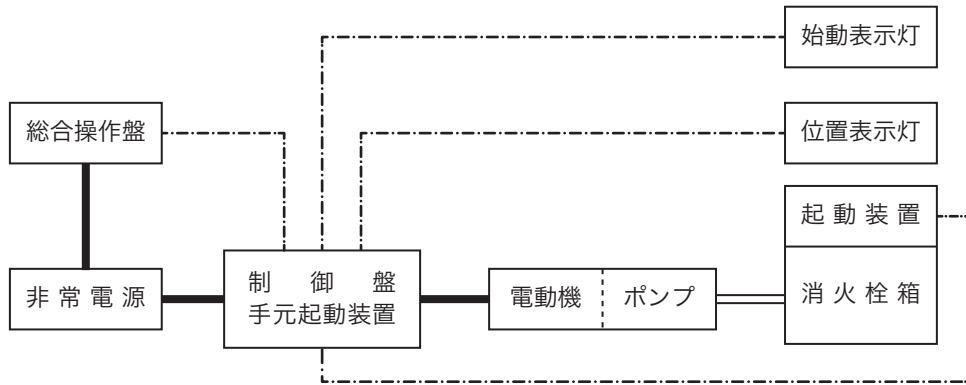 始動表示灯
総合操作盤
位置表示灯
起動装置
非常電源
制御盤
手元起動装置
電動機
ポンプ
消火栓箱